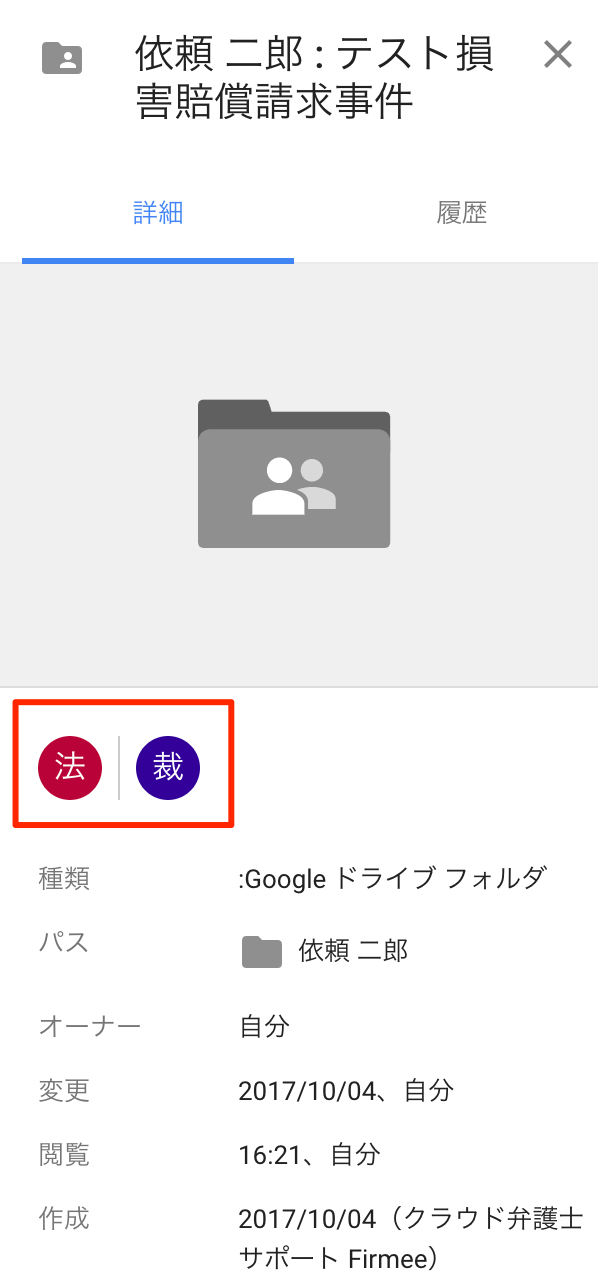 依頼 二郎 : テスト損
害賠償請求事件
詳細 履歴
法 裁
種類 :Google ドライブ フォルダ
パス 依頼 二郎
オーナー 自分
変更 2017/10/04、自分
閲覧 16:21、自分
作成 2017/10/04（クラウド弁護士
サポート Firmee）